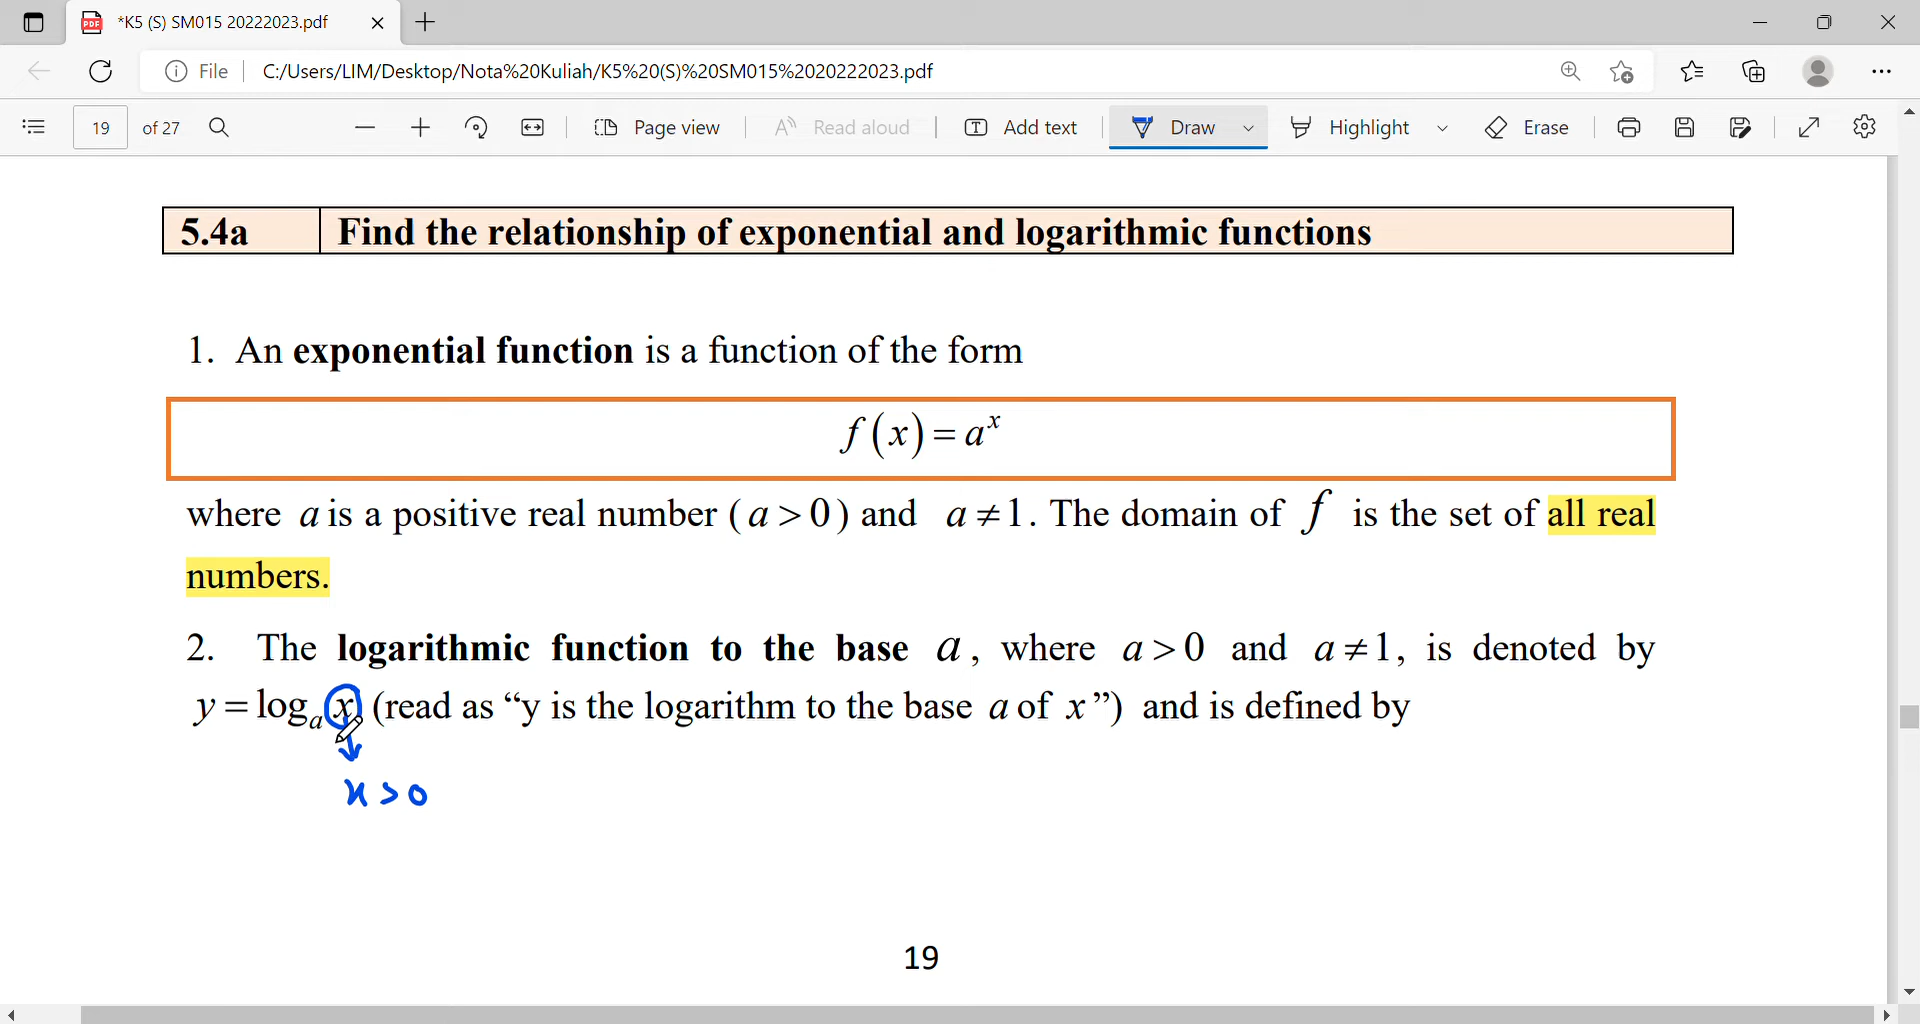 *K5 (S) SM015 20222023.pdf
File
C:/Users/LIM/Desktop/Nota%20Kuliah/K5%20(S)%20SM015%2020222023.pdf
19 of 27 Page view Read aloud Add text Draw Highlight Erase
5.4a Find the relationship of exponential and logarithmic functions
1. An exponential function is a function of the form
f(x) = a^x
where a is a positive real number (a > 0) and a ≠ 1. The domain of f is the set of all real
numbers.
2. The logarithmic function to the base a, where a > 0 and a ≠ 1, is denoted by
y = log_a x (read as “y is the logarithm to the base a of x”) and is defined by
x > 0
19